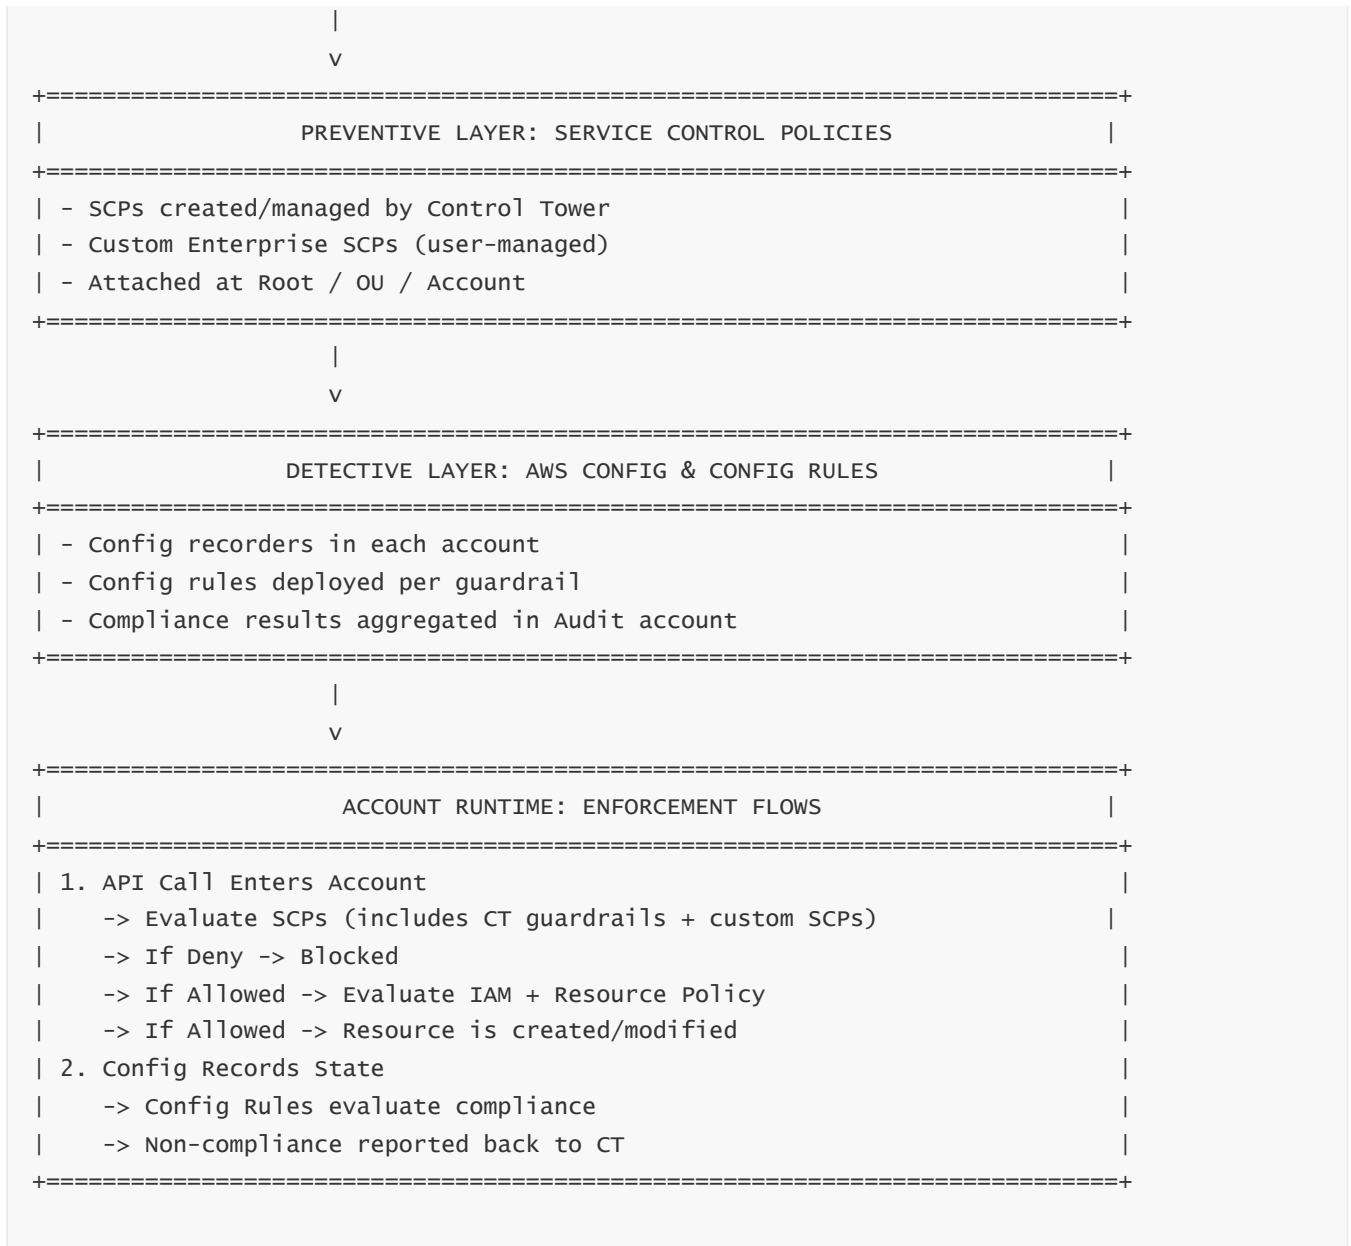 |
v
+============================================================================+
| PREVENTIVE LAYER: SERVICE CONTROL POLICIES |
+============================================================================+
| - SCPs created/managed by Control Tower |
| - Custom Enterprise SCPs (user-managed) |
| - Attached at Root / OU / Account |
+============================================================================+
|
v
+============================================================================+
| DETECTIVE LAYER: AWS CONFIG & CONFIG RULES |
+============================================================================+
| - Config recorders in each account |
| - Config rules deployed per guardrail |
| - Compliance results aggregated in Audit account |
+============================================================================+
|
v
+============================================================================+
| ACCOUNT RUNTIME: ENFORCEMENT FLOWS |
+============================================================================+
| 1. API Call Enters Account |
| -> Evaluate SCPs (includes CT guardrails + custom SCPs) |
| -> If Deny -> Blocked |
| -> If Allowed -> Evaluate IAM + Resource Policy |
| -> If Allowed -> Resource is created/modified |
| 2. Config Records State |
| -> Config Rules evaluate compliance |
| -> Non-compliance reported back to CT |
+============================================================================+